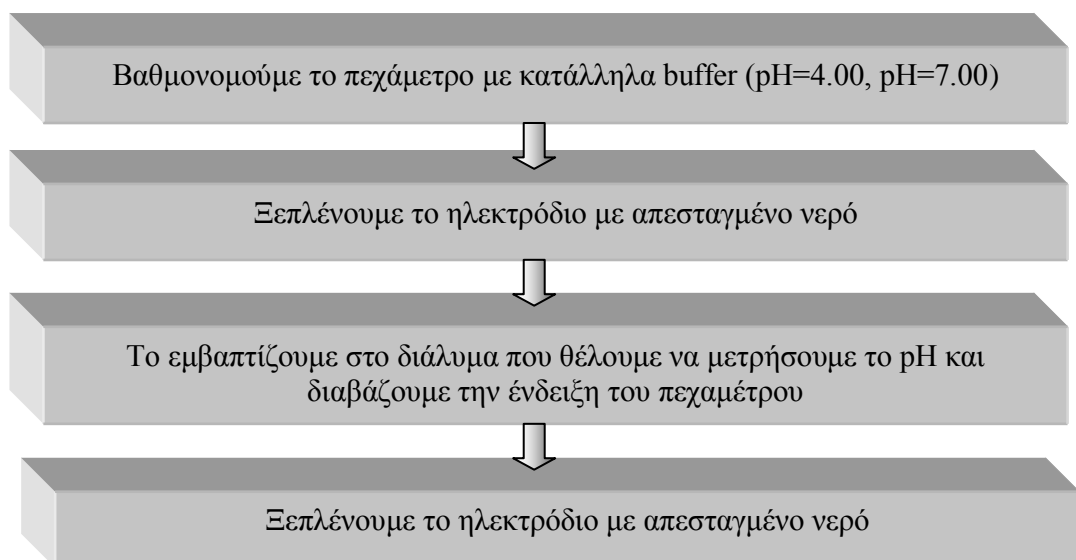 Βαθμονομούμε το πεχάμετρο με κατάλληλα buffer (pH=4.00, pH=7.00)
Ξεπλένουμε το ηλεκτρόδιο με απεσταγμένο νερό
Το εμβαπτίζουμε στο διάλυμα που θέλουμε να μετρήσουμε το pH και
διαβάζουμε την ένδειξη του πεχαμέτρου
Ξεπλένουμε το ηλεκτρόδιο με απεσταγμένο νερό